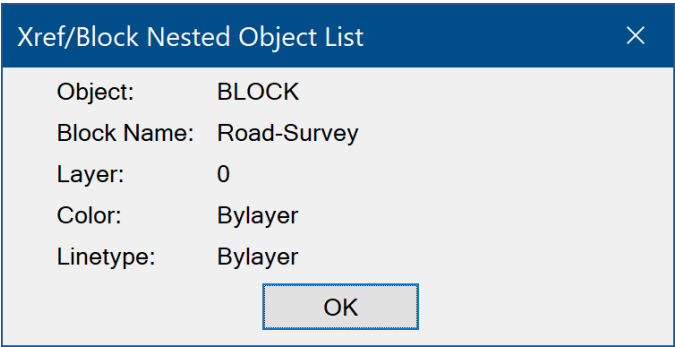 Xref/Block Nested Object List
Object: BLOCK
Block Name: Road-Survey
Layer: 0
Color: Bylayer
Linetype: Bylayer
OK